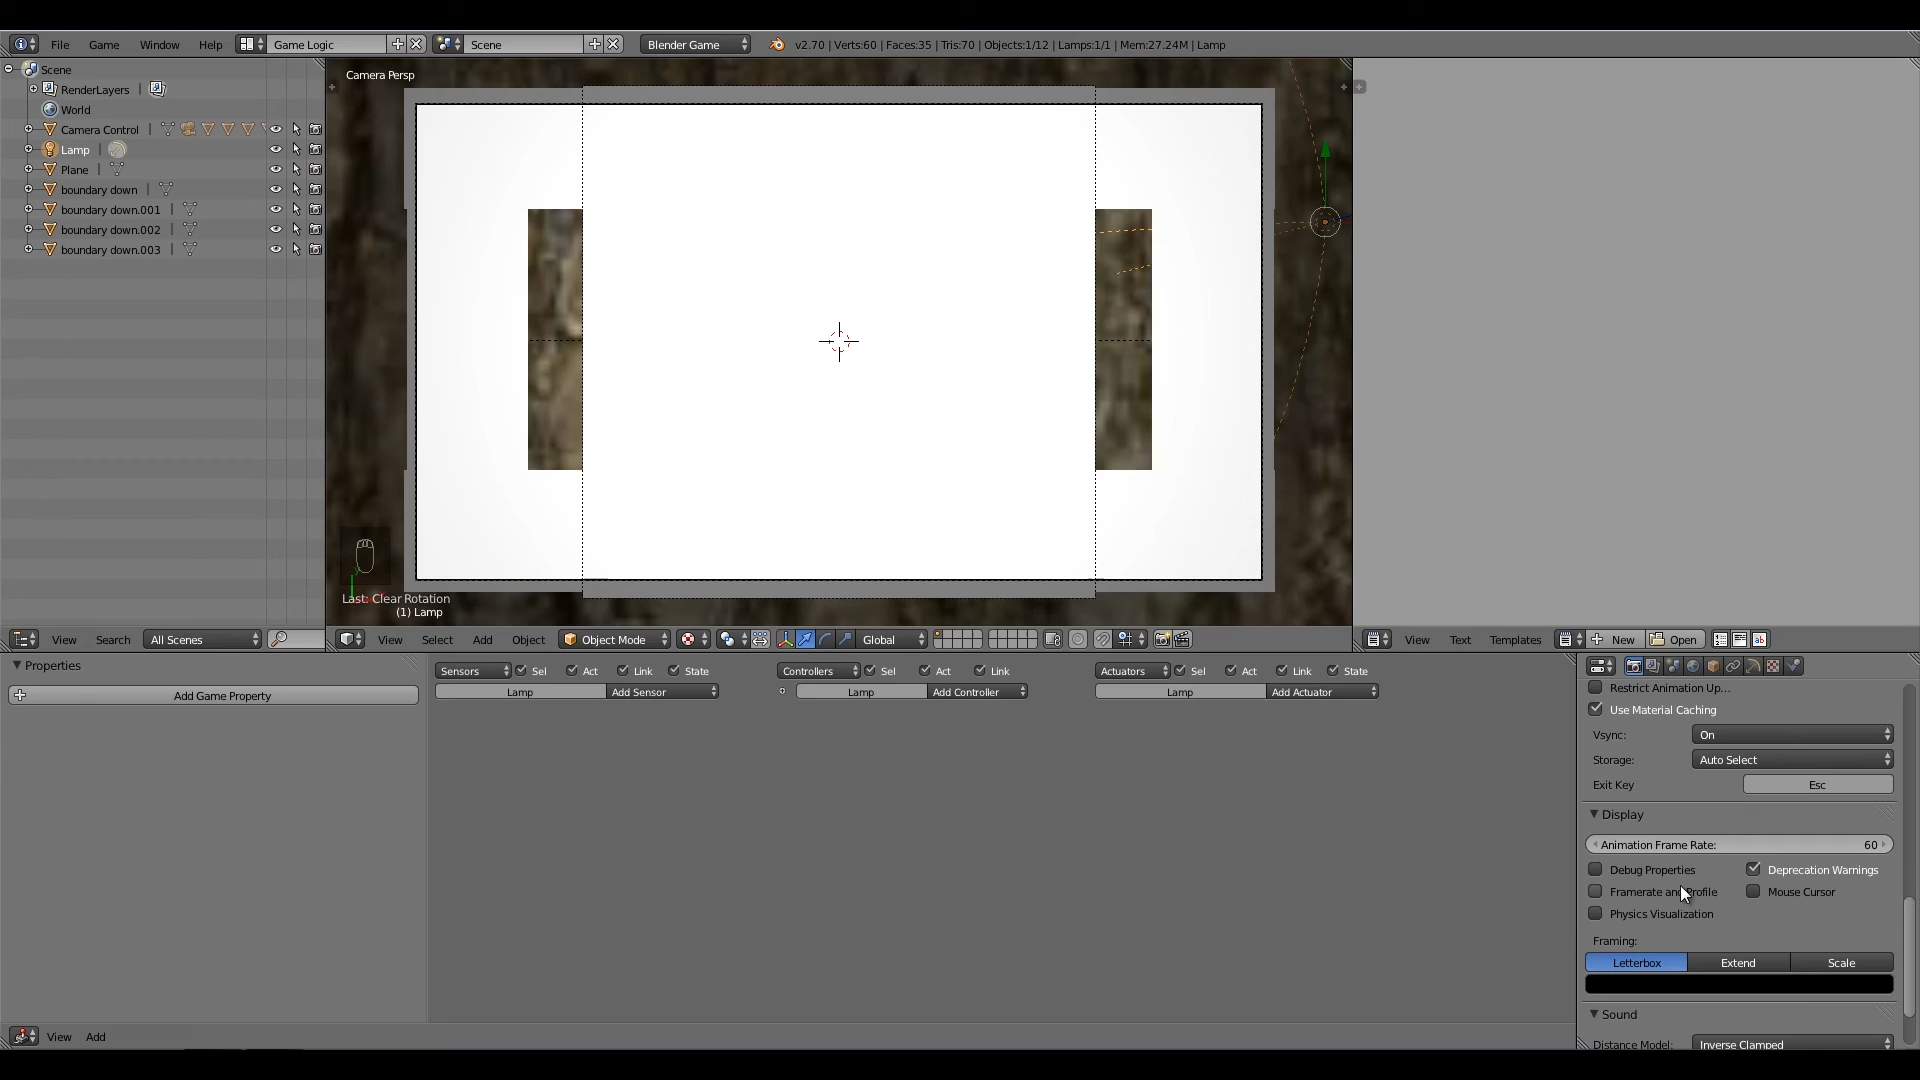 File Game Window Help Game Logic Scene Blender Game v2.70 | Verts:60 | Faces:35 | Tris:70 | Objects:1/12 | Lamps:1/1 | Mem:27.24M | Lamp
Scene
RenderLayers
World
Camera Control
Lamp
Plane
boundary down
boundary down.001
boundary down.002
boundary down.003
Camera Persp
Last: Clear Rotation
(1) Lamp
View Search All Scenes
View Select Add Object Object Mode Global
View Text Templates New Open
Properties
Add Game Property
Sensors Sel Act Link State
Lamp Add Sensor
Controllers Sel Act Link
Lamp Add Controller
Actuators Sel Act Link State
Lamp Add Actuator
Restrict Animation Up...
Use Material Caching
Vsync: On
Storage: Auto Select
Exit Key Esc
Display
Animation Frame Rate: 60
Debug Properties Deprecation Warnings
Framerate and Profile Mouse Cursor
Physics Visualization
Framing:
Letterbox Extend Scale
Sound
Distance Model: Inverse Clamped
View Add